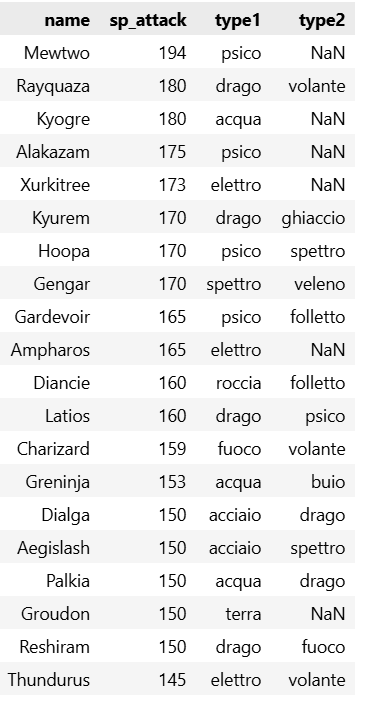 name sp_attack type1 type2
Mewtwo 194 psico NaN
Rayquaza 180 drago volante
Kyogre 180 acqua NaN
Alakazam 175 psico NaN
Xurkitree 173 elettro NaN
Kyurem 170 drago ghiaccio
Hoopa 170 psico spettro
Gengar 170 spettro veleno
Gardevoir 165 psico folletto
Ampharos 165 elettro NaN
Diancie 160 roccia folletto
Latios 160 drago psico
Charizard 159 fuoco volante
Greninja 153 acqua buio
Dialga 150 acciaio drago
Aegislash 150 acciaio spettro
Palkia 150 acqua drago
Groudon 150 terra NaN
Reshiram 150 drago fuoco
Thundurus 145 elettro volante